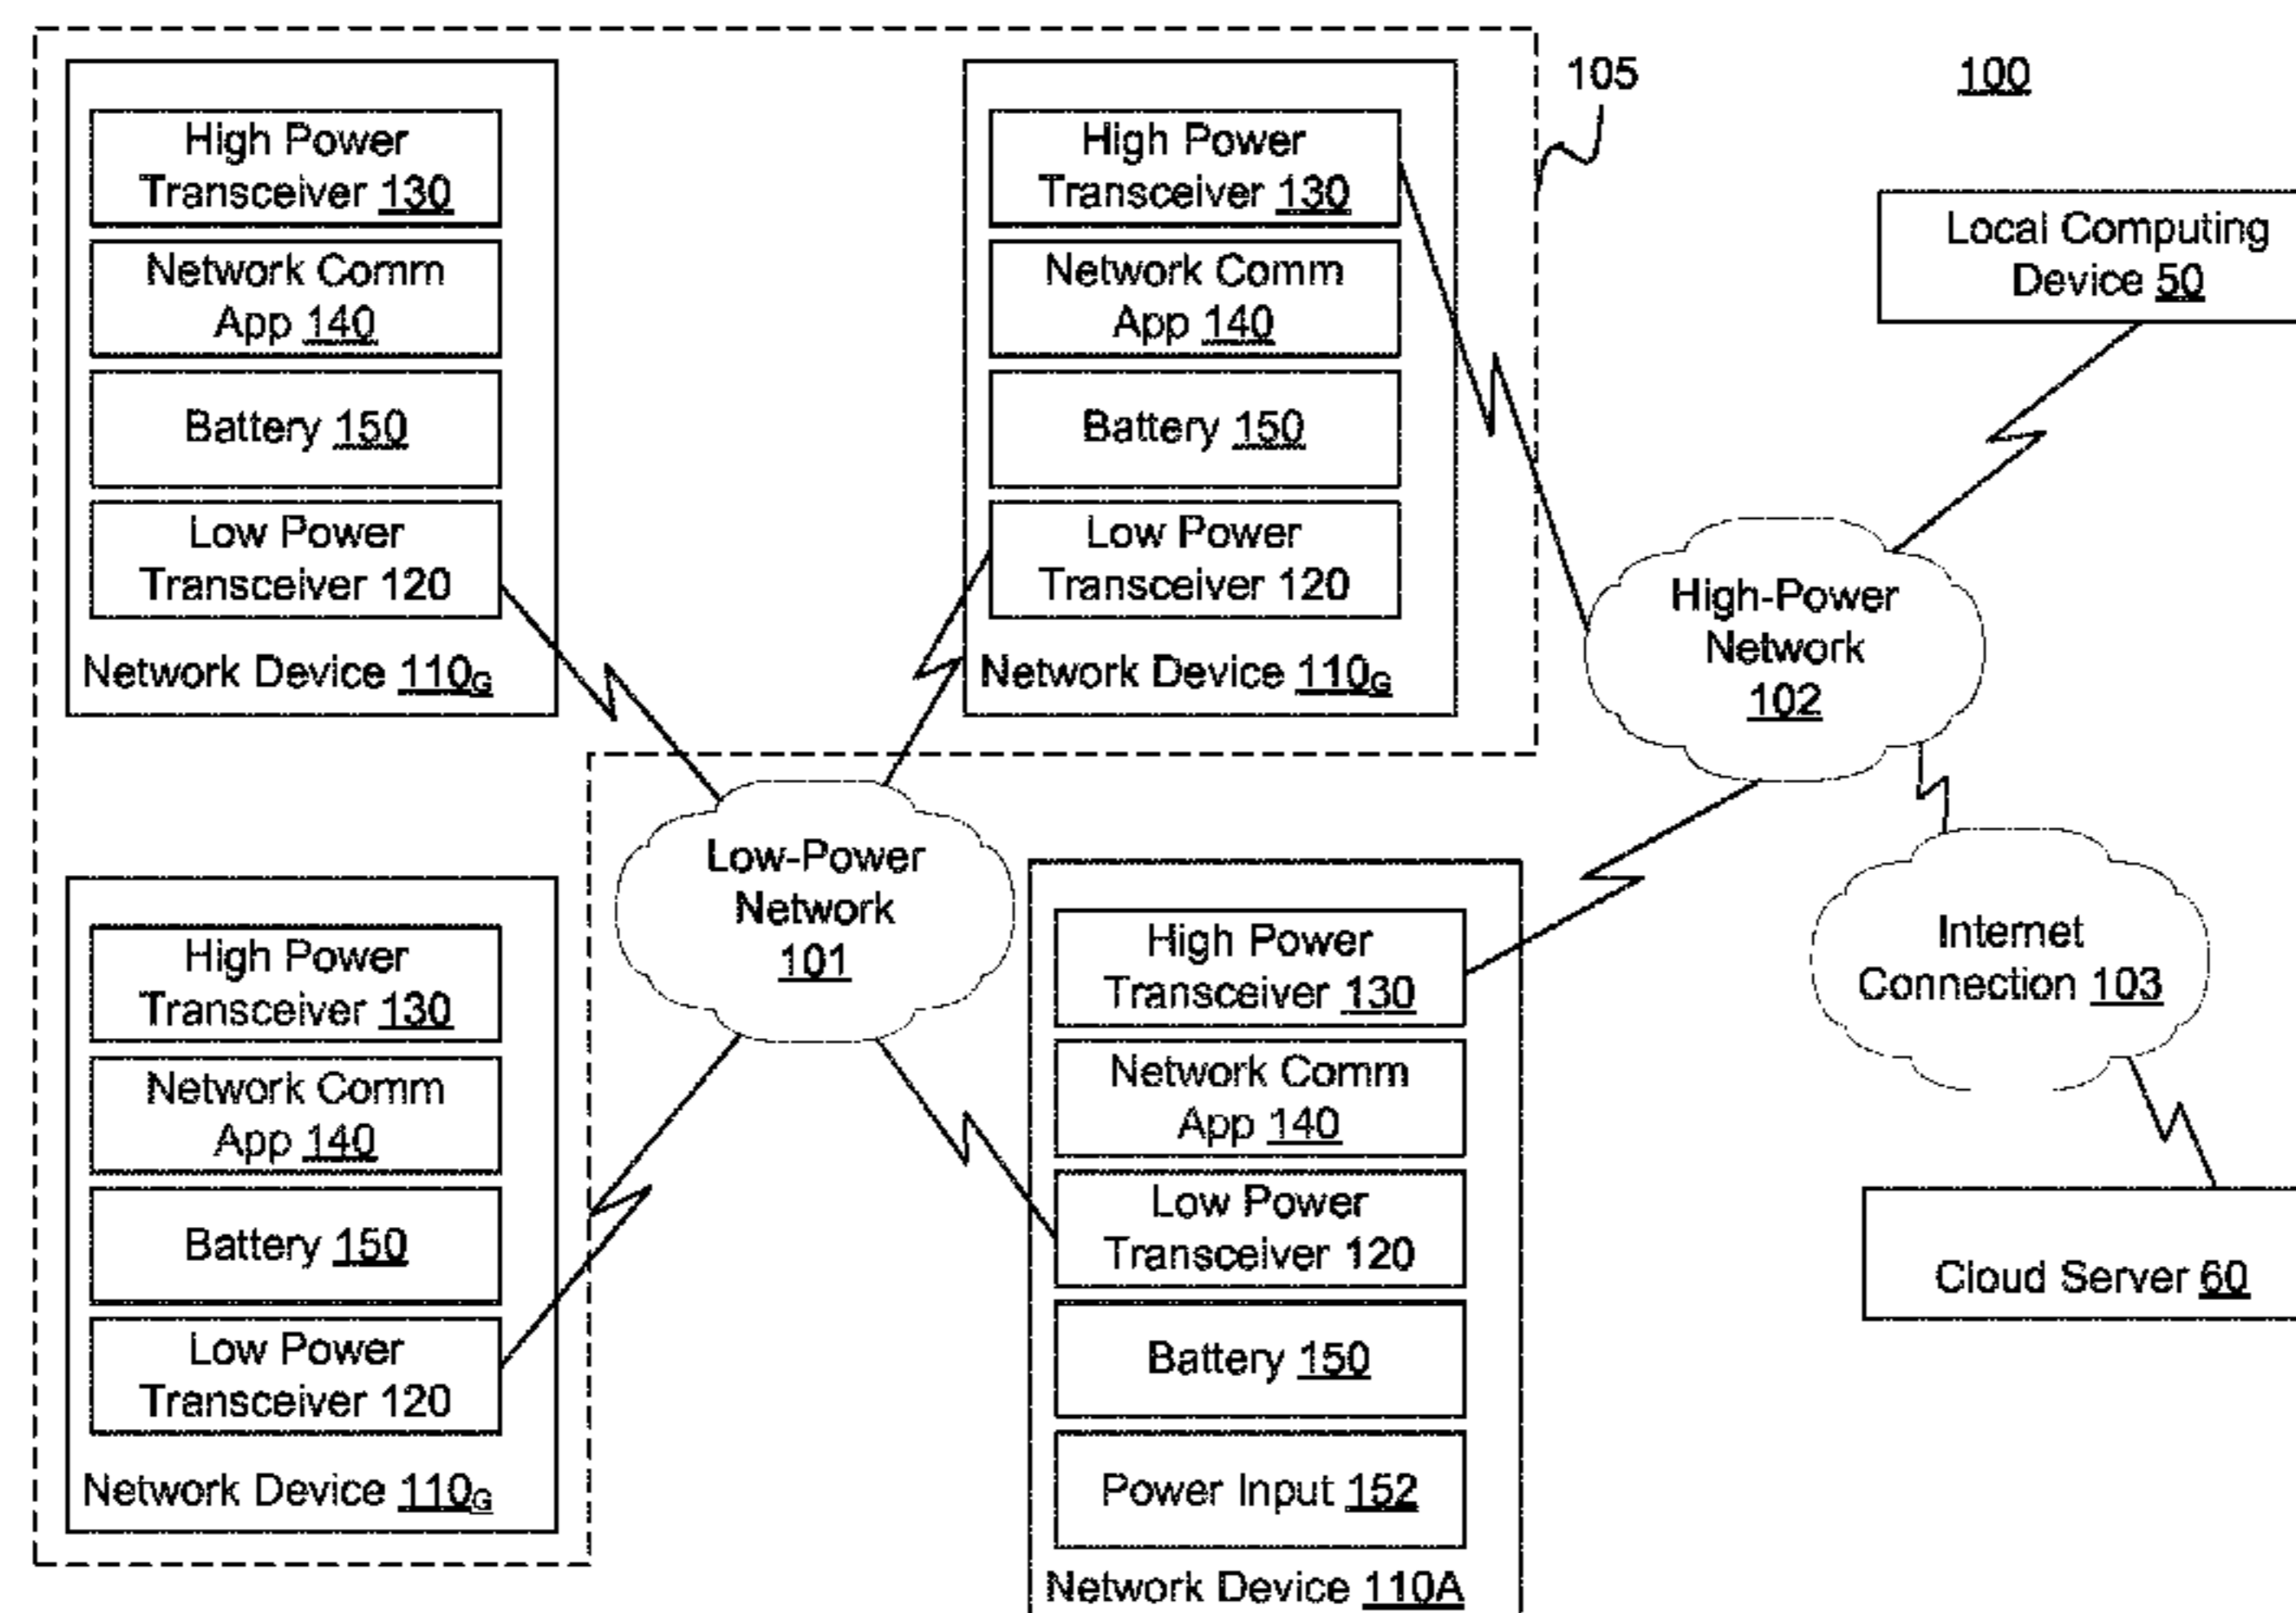 High Power
Transceiver 130
Network Comm
App 140
Battery 150
Low Power
Transceiver 120
Network Device 110G
High Power
Transceiver 130
Network Comm
App 140
Battery 150
Low Power
Transceiver 120
Network Device 110G
105
100
Local Computing
Device 50
High-Power
Network
102
Low-Power
Network
101
Internet
Connection 103
Cloud Server 60
High Power
Transceiver 130
Network Comm
App 140
Battery 150
Low Power
Transceiver 120
Network Device 110G
High Power
Transceiver 130
Network Comm
App 140
Low Power
Transceiver 120
Battery 150
Power Input 152
Network Device 110A